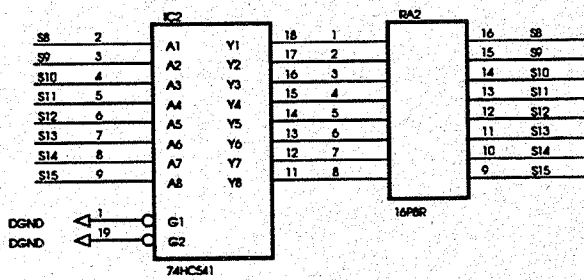 IC2 RA2
S8 2 A1 Y1 18 1 16 S8
S9 3 A2 Y2 17 2 15 S9
S10 4 A3 Y3 16 3 14 S10
S11 5 A4 Y4 15 4 13 S11
S12 6 A5 Y5 14 5 12 S12
S13 7 A6 Y6 13 6 11 S13
S14 8 A7 Y7 12 7 10 S14
S15 9 A8 Y8 11 8 9 S15
16P8R
DGND 1 G1
DGND 19 G2
74HC541